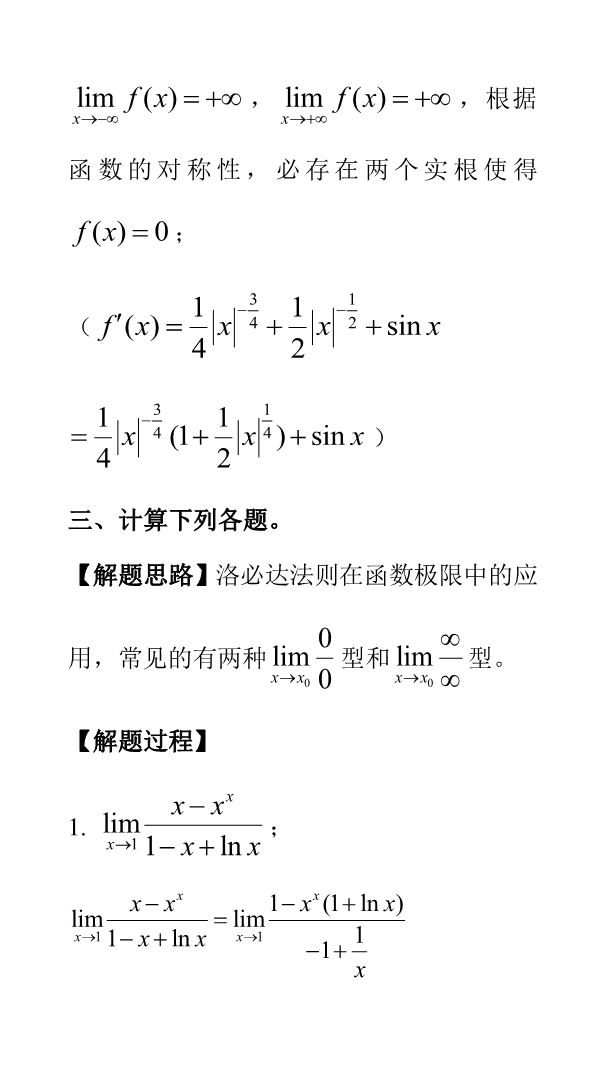 $\lim_{x \to -\infty} f(x) = +\infty$ ， $\lim_{x \to +\infty} f(x) = +\infty$ ，根据
函数的对称性，必存在两个实根使得
$f(x) = 0$；
（ $f'(x) = \frac{1}{4}|x|^{-\frac{3}{4}} + \frac{1}{2}|x|^{-\frac{1}{2}} + \sin x$
$= \frac{1}{4}|x|^{-\frac{3}{4}}(1 + \frac{1}{2}|x|^{\frac{1}{4}}) + \sin x$ ）
三、计算下列各题。
【解题思路】洛必达法则在函数极限中的应
用，常见的有两种$\lim_{x \to x_0} \frac{0}{0}$ 型和$\lim_{x \to x_0} \frac{\infty}{\infty}$ 型。
【解题过程】
1. $\lim_{x \to 1} \frac{x - x^x}{1 - x + \ln x}$；
$\lim_{x \to 1} \frac{x - x^x}{1 - x + \ln x} = \lim_{x \to 1} \frac{1 - x^x(1 + \ln x)}{-1 + \frac{1}{x}}$